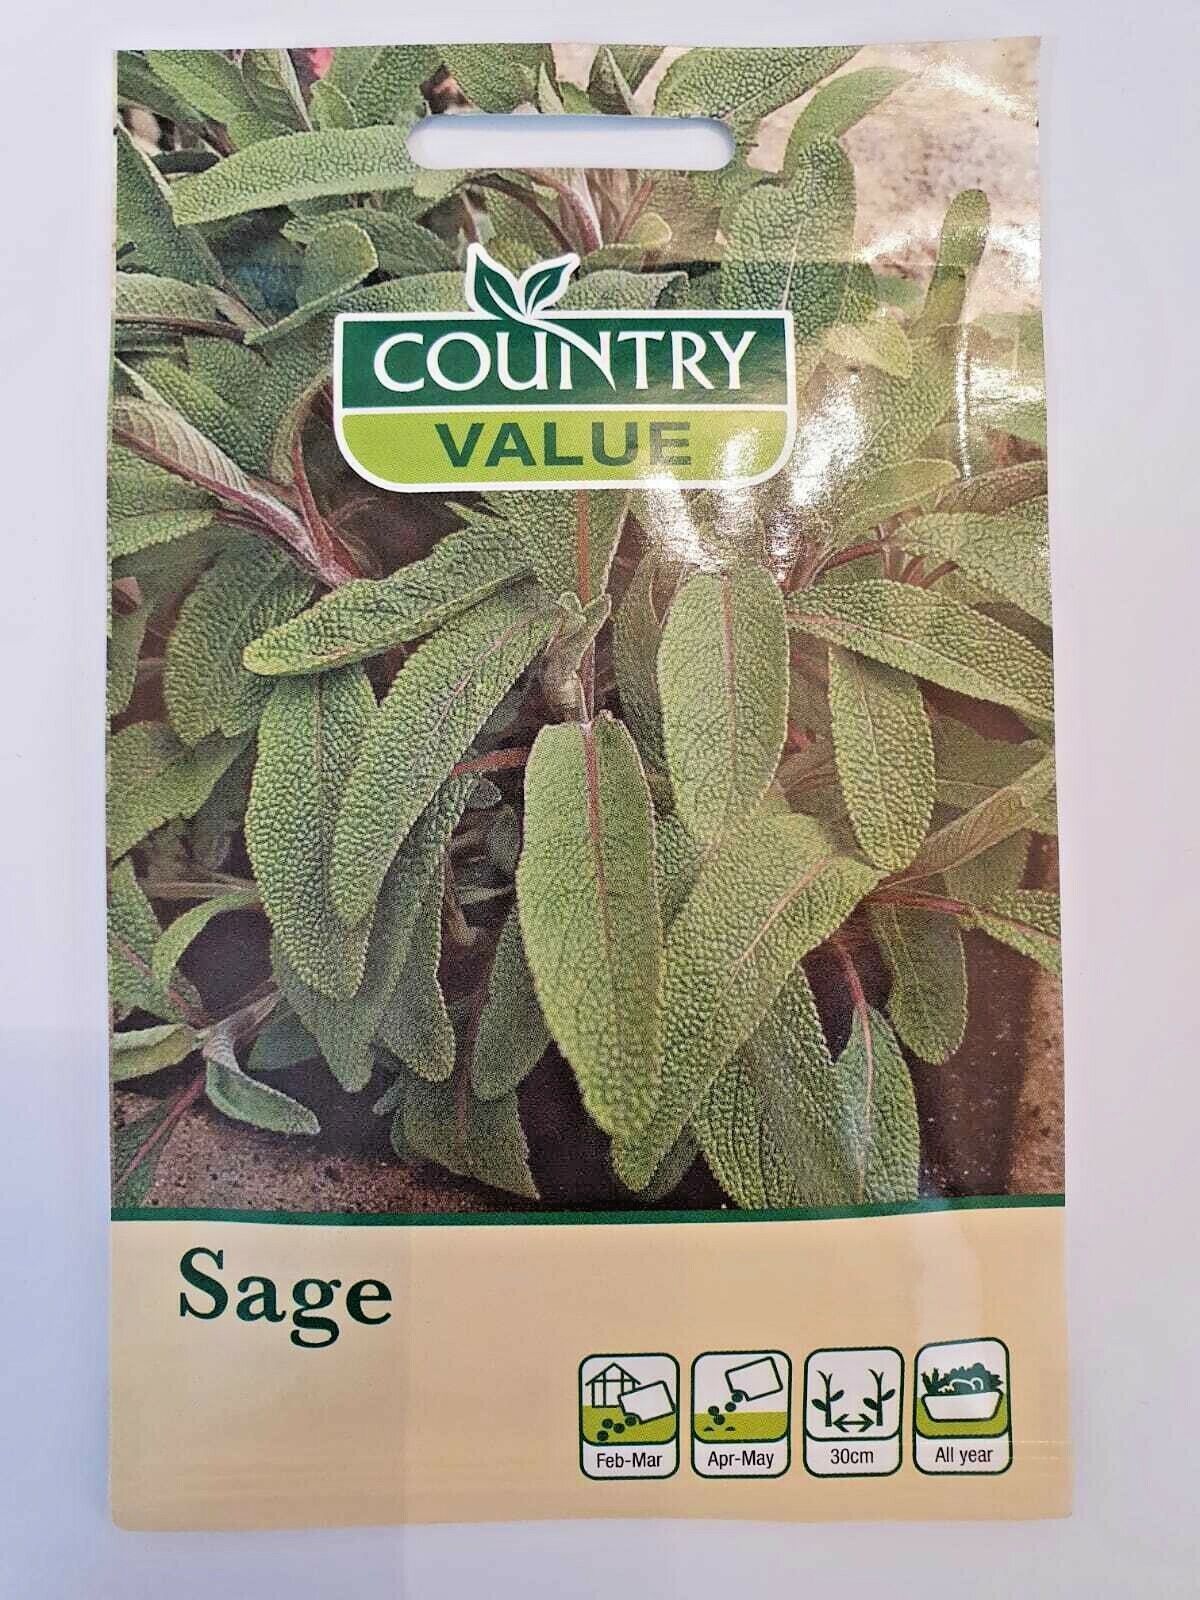 COUNTRY
VALUE
Sage
Feb-Mar
Apr-May
30cm
All year